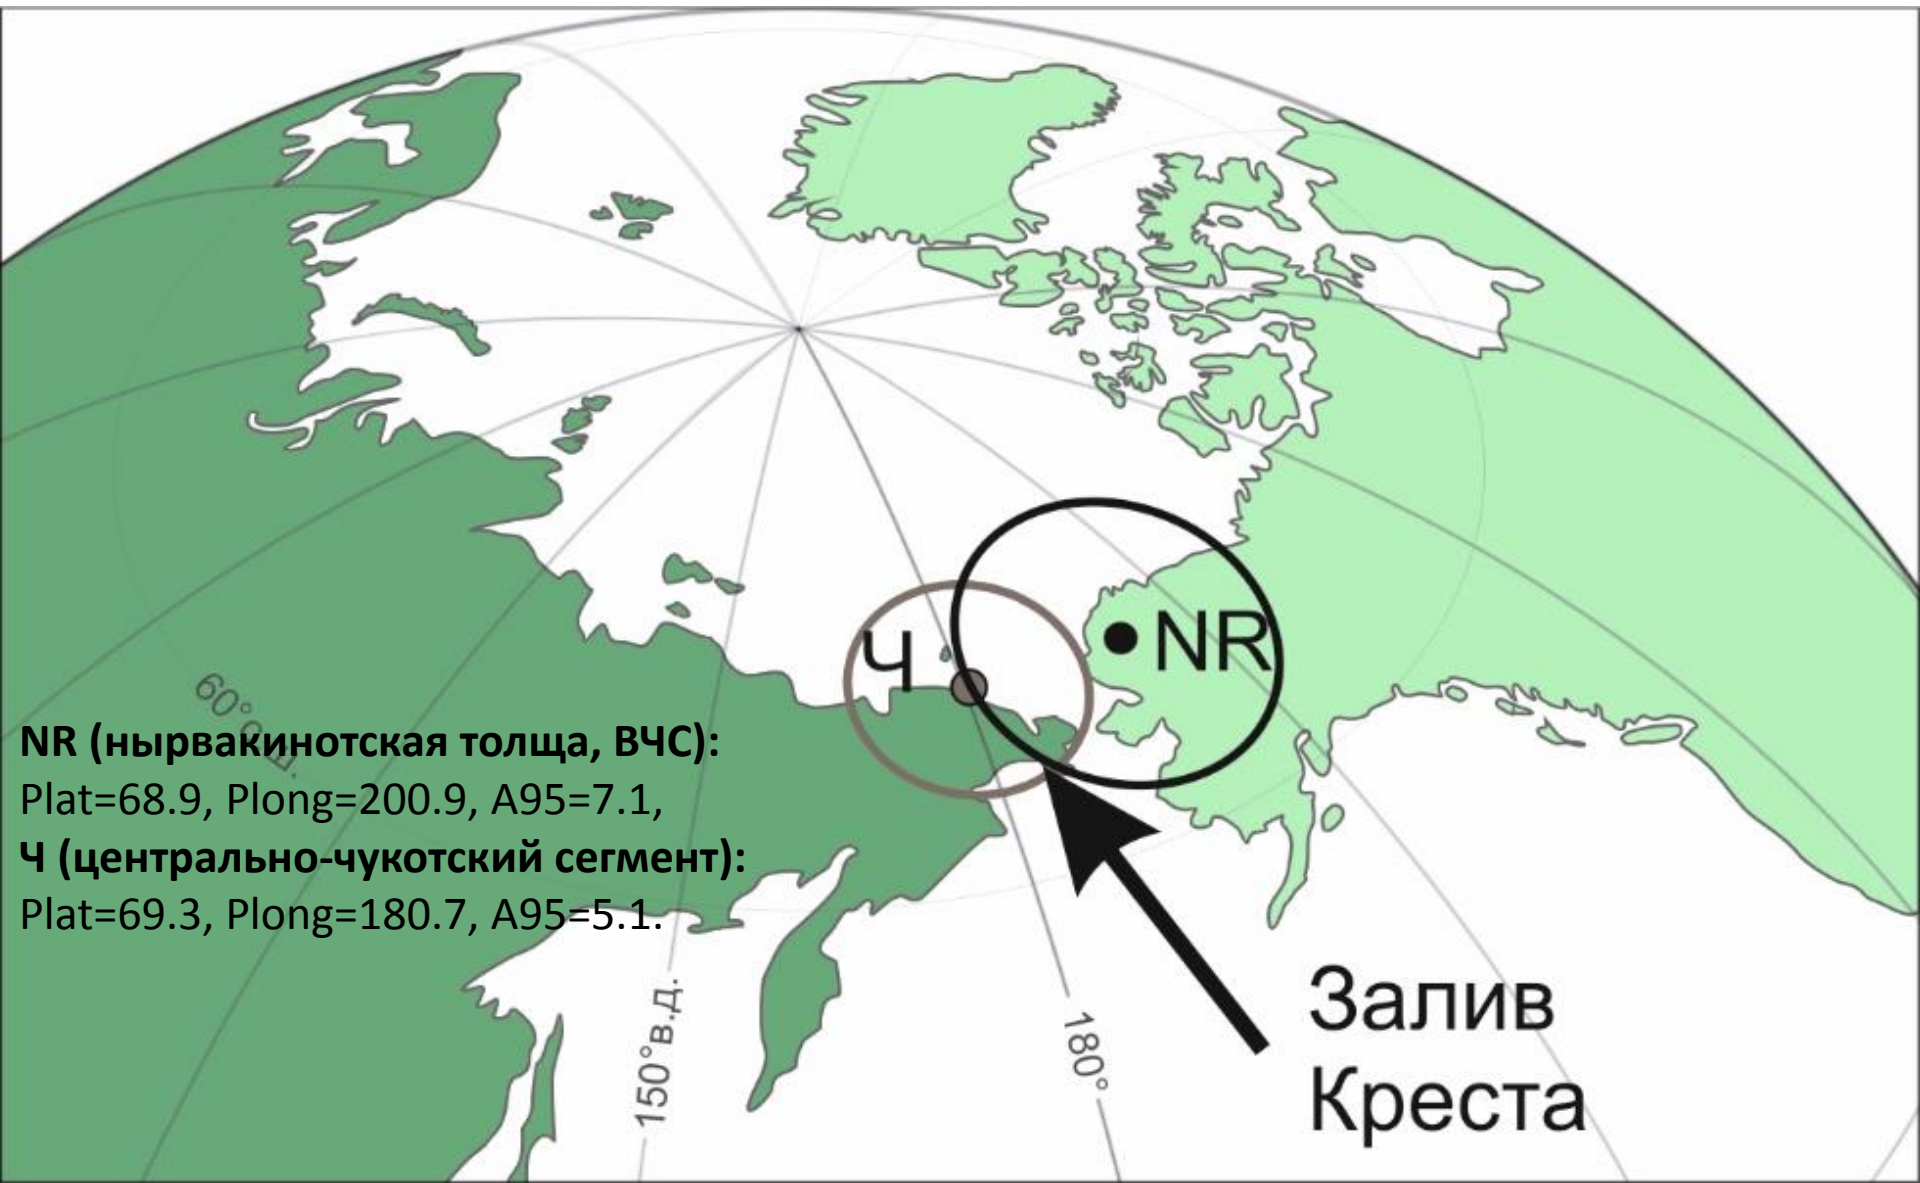 Ч
NR
60° с.ш.
NR (нырвакинотская толща, ВЧС):
Plat=68.9, Plong=200.9, A95=7.1,
Ч (центрально-чукотский сегмент):
Plat=69.3, Plong=180.7, A95=5.1.
150°в.д.
180°
Залив
Креста